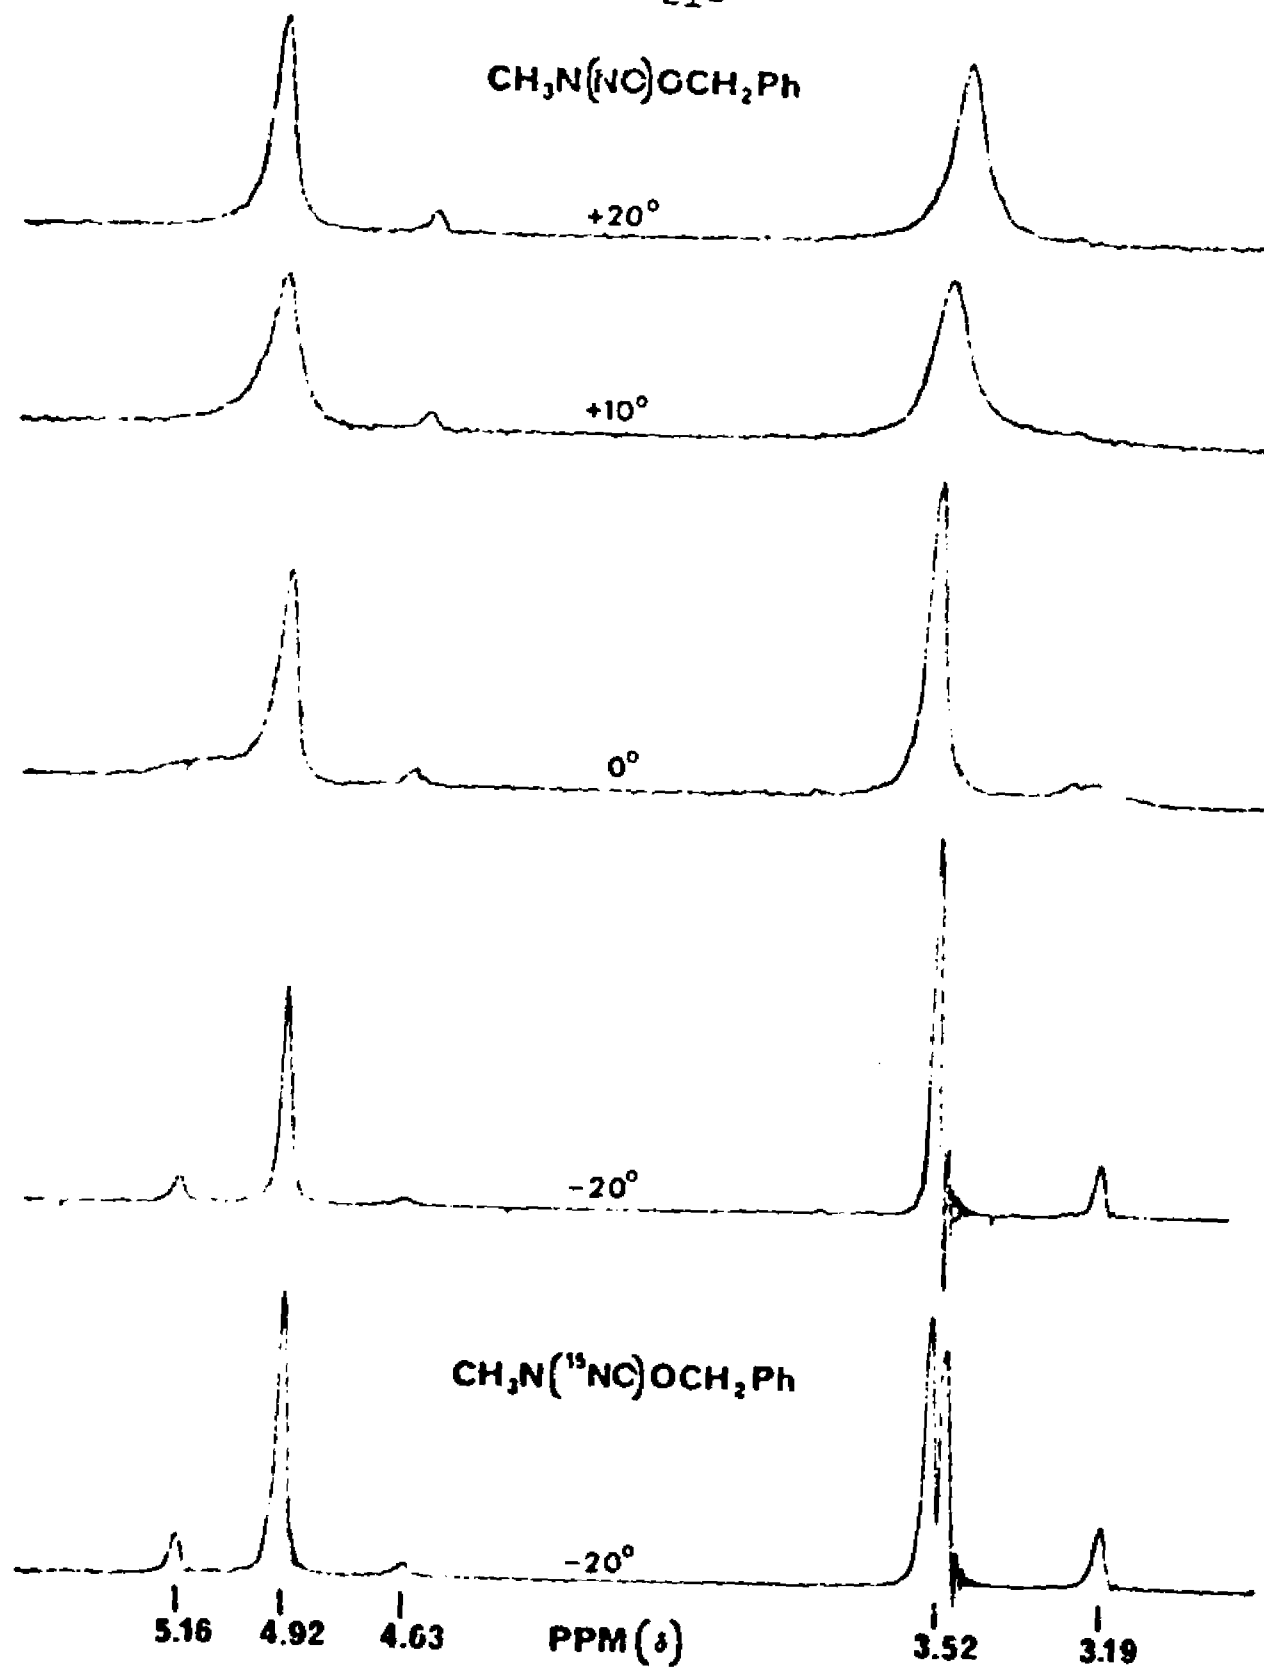 CH₃N(NC)OCH₂Ph
+20°
+10°
0°
-20°
CH₃N(¹⁵NC)OCH₂Ph
-20°
5.16 4.92 4.63 PPM(δ) 3.52 3.19